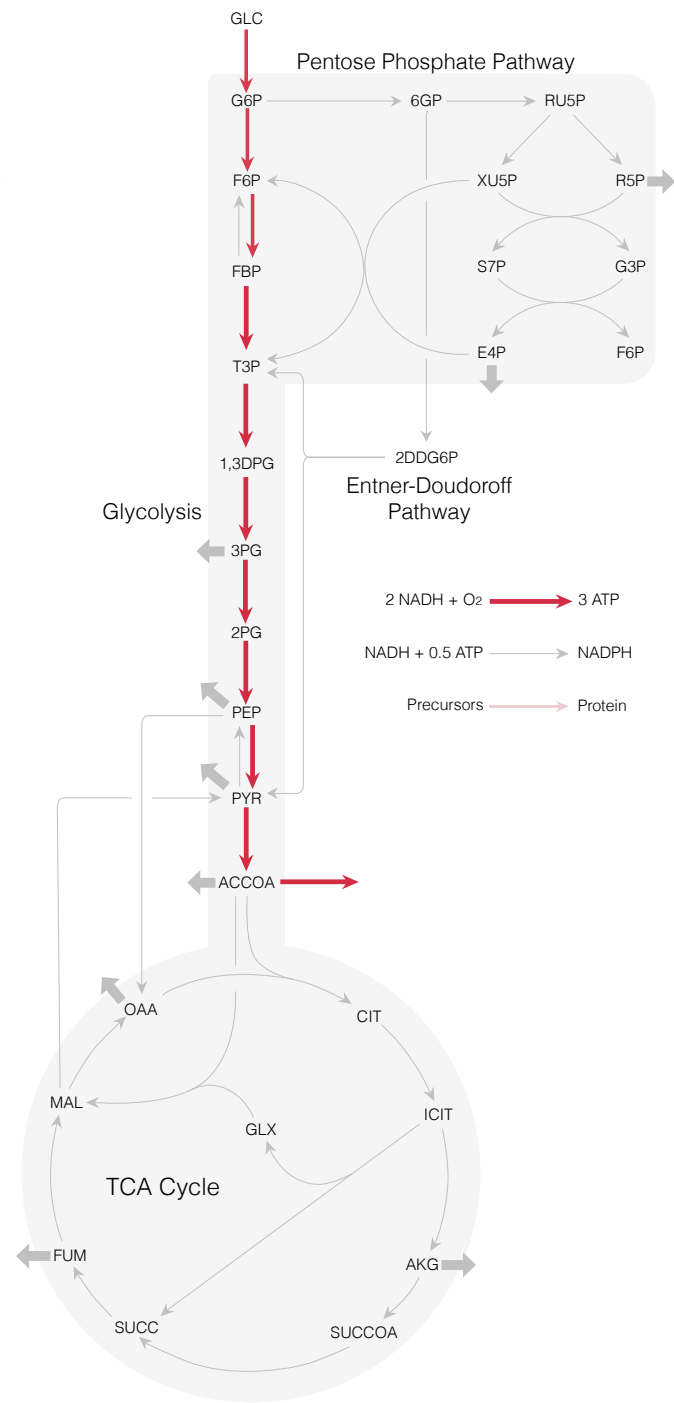 GLC
Pentose Phosphate Pathway
G6P
6GP
RU5P
F6P
XU5P
R5P
FBP
S7P
G3P
T3P
E4P
F6P
1,3DPG
2DDG6P
Glycolysis
Entner-Doudoroff
Pathway
3PG
2 NADH + O2
3 ATP
2PG
NADH + 0.5 ATP
NADPH
PEP
Precursors
Protein
PYR
ACCOA
OAA
CIT
MAL
ICIT
GLX
TCA Cycle
FUM
AKG
SUCC
SUCCOA